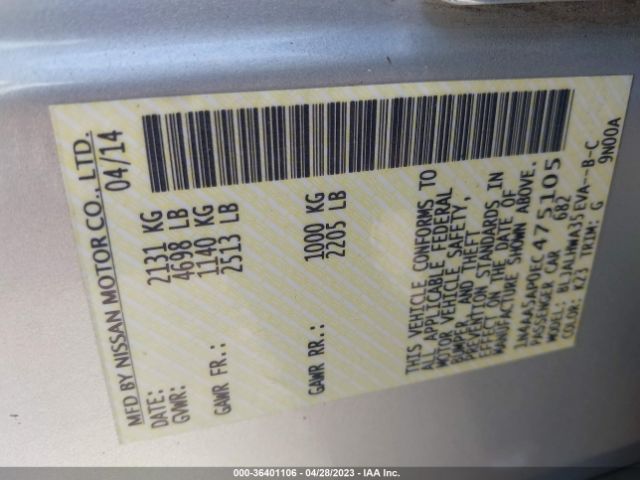 MFD BY NISSAN MOTOR CO., LTD.
DATE: 04/14
GVWR: 2131 KG
4698 LB
GAWR FR.: 1140 KG
2513 LB
GAWR RR.: 1000 KG
2205 LB
THIS VEHICLE CONFORMS TO
ALL APPLICABLE FEDERAL
MOTOR VEHICLE SAFETY,
BUMPER, AND THEFT
PREVENTION STANDARDS IN
EFFECT ON THE DATE OF
MANUFACTURE SHOWN ABOVE.
1N4AA5AP0EC475105
PASSENGER CAR 6B2
MODEL: BLJALHWA35EVA--B-C
COLOR: K23 TRIM: G 9N00A
000-36401106 - 04/28/2023 - IAA Inc.